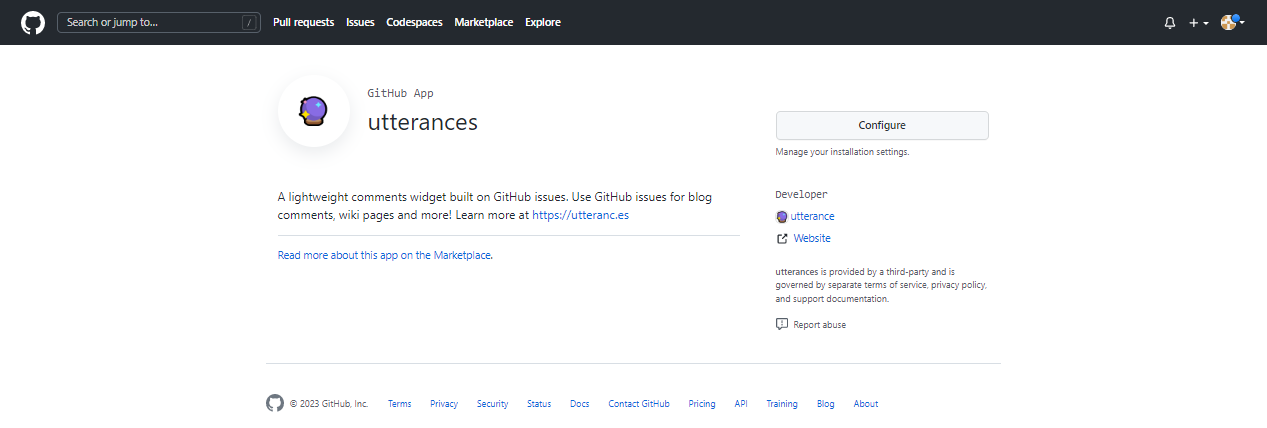 Search or jump to... /
Pull requests Issues Codespaces Marketplace Explore
GitHub App
utterances
Configure
Manage your installation settings.
A lightweight comments widget built on GitHub issues. Use GitHub issues for blog
comments, wiki pages and more! Learn more at https://utteranc.es
Read more about this app on the Marketplace.
Developer
utterance
Website
utterances is provided by a third-party and is
governed by separate terms of service, privacy policy,
and support documentation.
Report abuse
© 2023 GitHub, Inc. Terms Privacy Security Status Docs Contact GitHub Pricing API Training Blog About